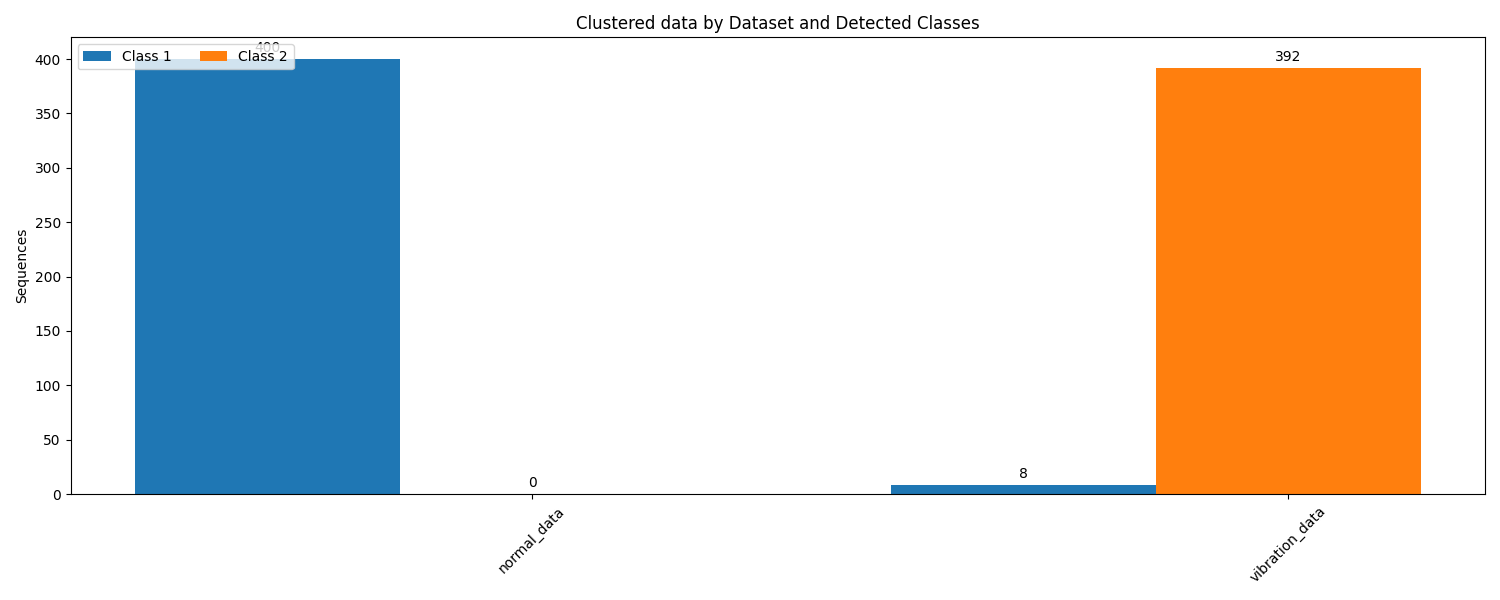 Clustered data by Dataset and Detected Classes
Class 1
Class 2
400
392
400
350
300
250
200
150
100
50
0
Sequences
0
8
normal_data
vibration_data